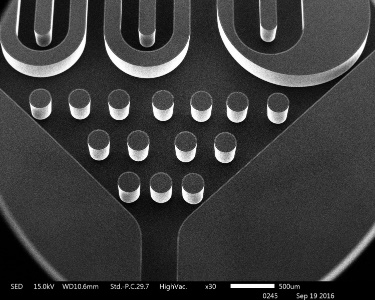 SED 15.0kV WD10.6mm Std.-P.C.29.7 HighVac. x30 500um
0245 Sep 19 2016